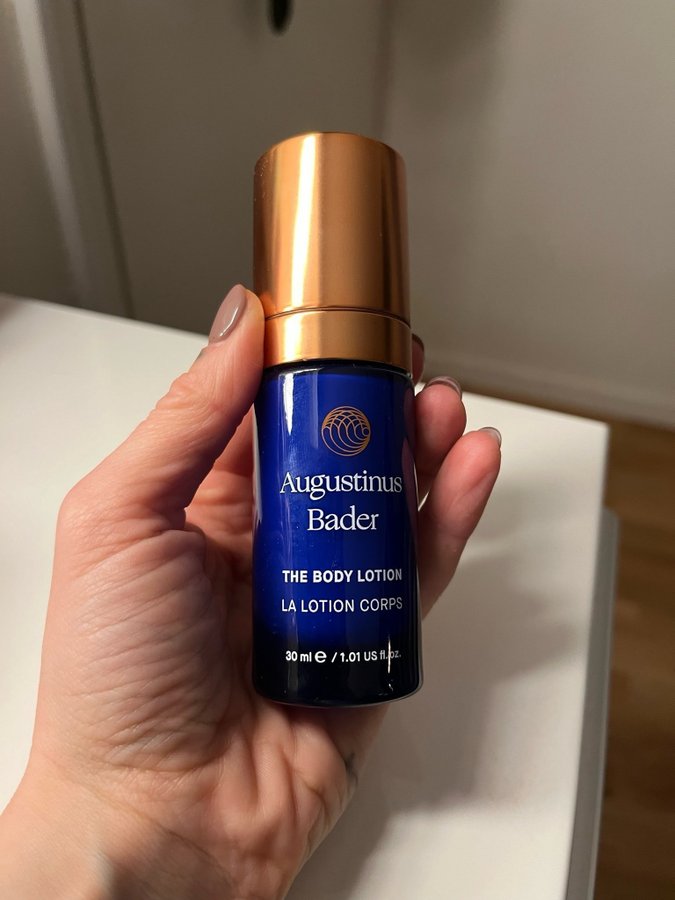 Augustinus
Bader
THE BODY LOTION
LA LOTION CORPS
30 ml ℮ / 1.01 US fl.oz.